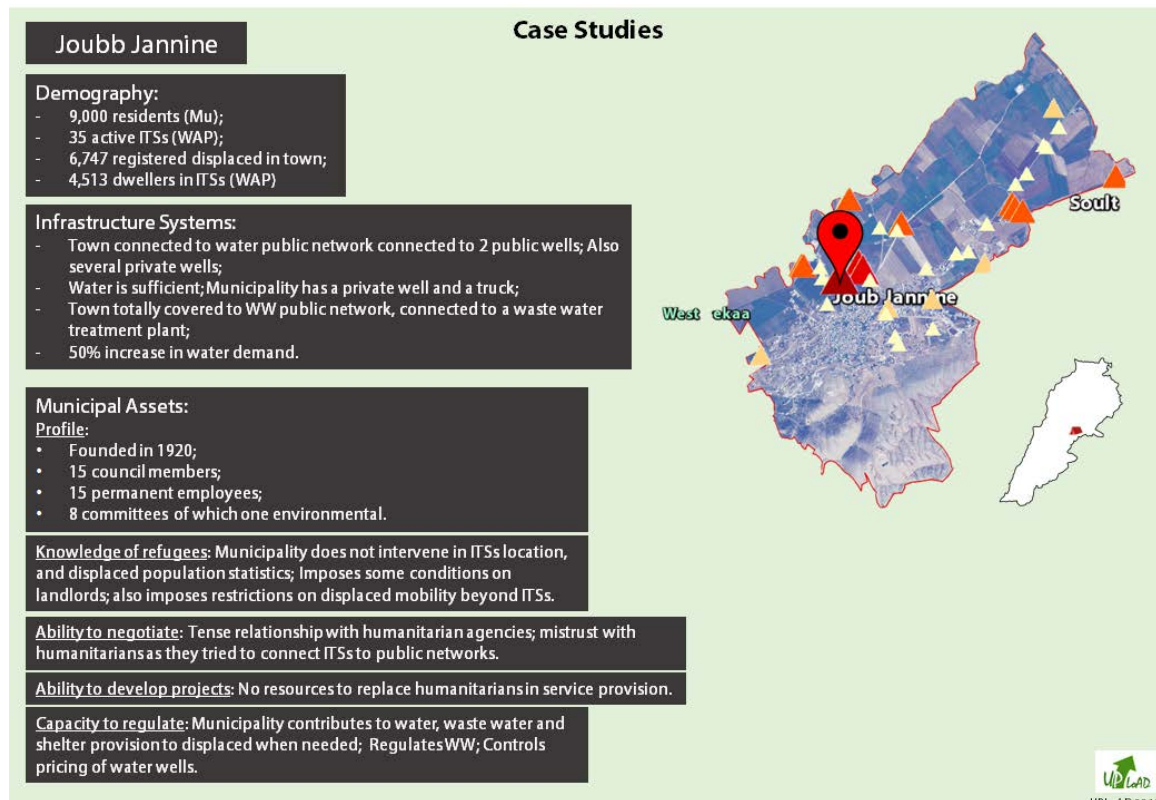 Case Studies
Joubb Jannine
Demography:
- 9,000 residents (Mu);
- 35 active ITSs (WAP);
- 6,747 registered displaced in town;
- 4,513 dwellers in ITSs (WAP)
Infrastructure Systems:
- Town connected to water public network connected to 2 public wells; Also
several private wells;
- Water is sufficient; Municipality has a private well and a truck;
- Town totally covered to WW public network, connected to a waste water
treatment plant;
- 50% increase in water demand.
Municipal Assets:
Profile:
• Founded in 1920;
• 15 council members;
• 15 permanent employees;
• 8 committees of which one environmental.
Knowledge of refugees: Municipality does not intervene in ITSs location,
and displaced population statistics; Imposes some conditions on
landlords; also imposes restrictions on displaced mobility beyond ITSs.
Ability to negotiate: Tense relationship with humanitarian agencies; mistrust with
humanitarians as they tried to connect ITSs to public networks.
Ability to develop projects: No resources to replace humanitarians in service provision.
Capacity to regulate: Municipality contributes to water, waste water and
shelter provision to displaced when needed; Regulates WW; Controls
pricing of water wells.
Soult
Joub Jannine
West ekaa
UPLoAD